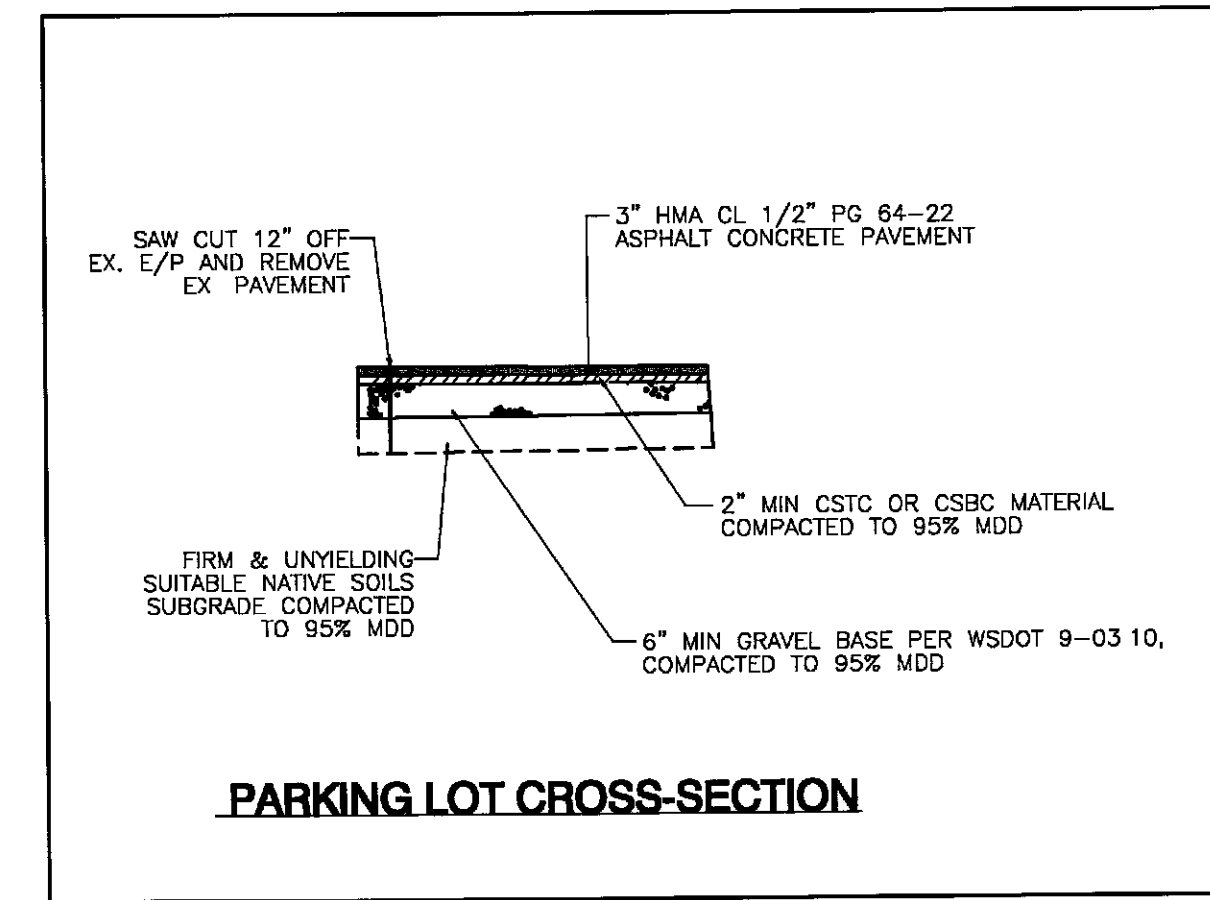 SAW CUT 12" OFF
EX. E/P AND REMOVE
EX PAVEMENT
3" HMA CL 1/2" PG 64-22
ASPHALT CONCRETE PAVEMENT
2" MIN CSTC OR CSBC MATERIAL
COMPACTED TO 95% MDD
FIRM & UNYIELDING
SUITABLE NATIVE SOILS
SUBGRADE COMPACTED
TO 95% MDD
6" MIN GRAVEL BASE PER WSDOT 9-03 10,
COMPACTED TO 95% MDD
PARKING LOT CROSS-SECTION